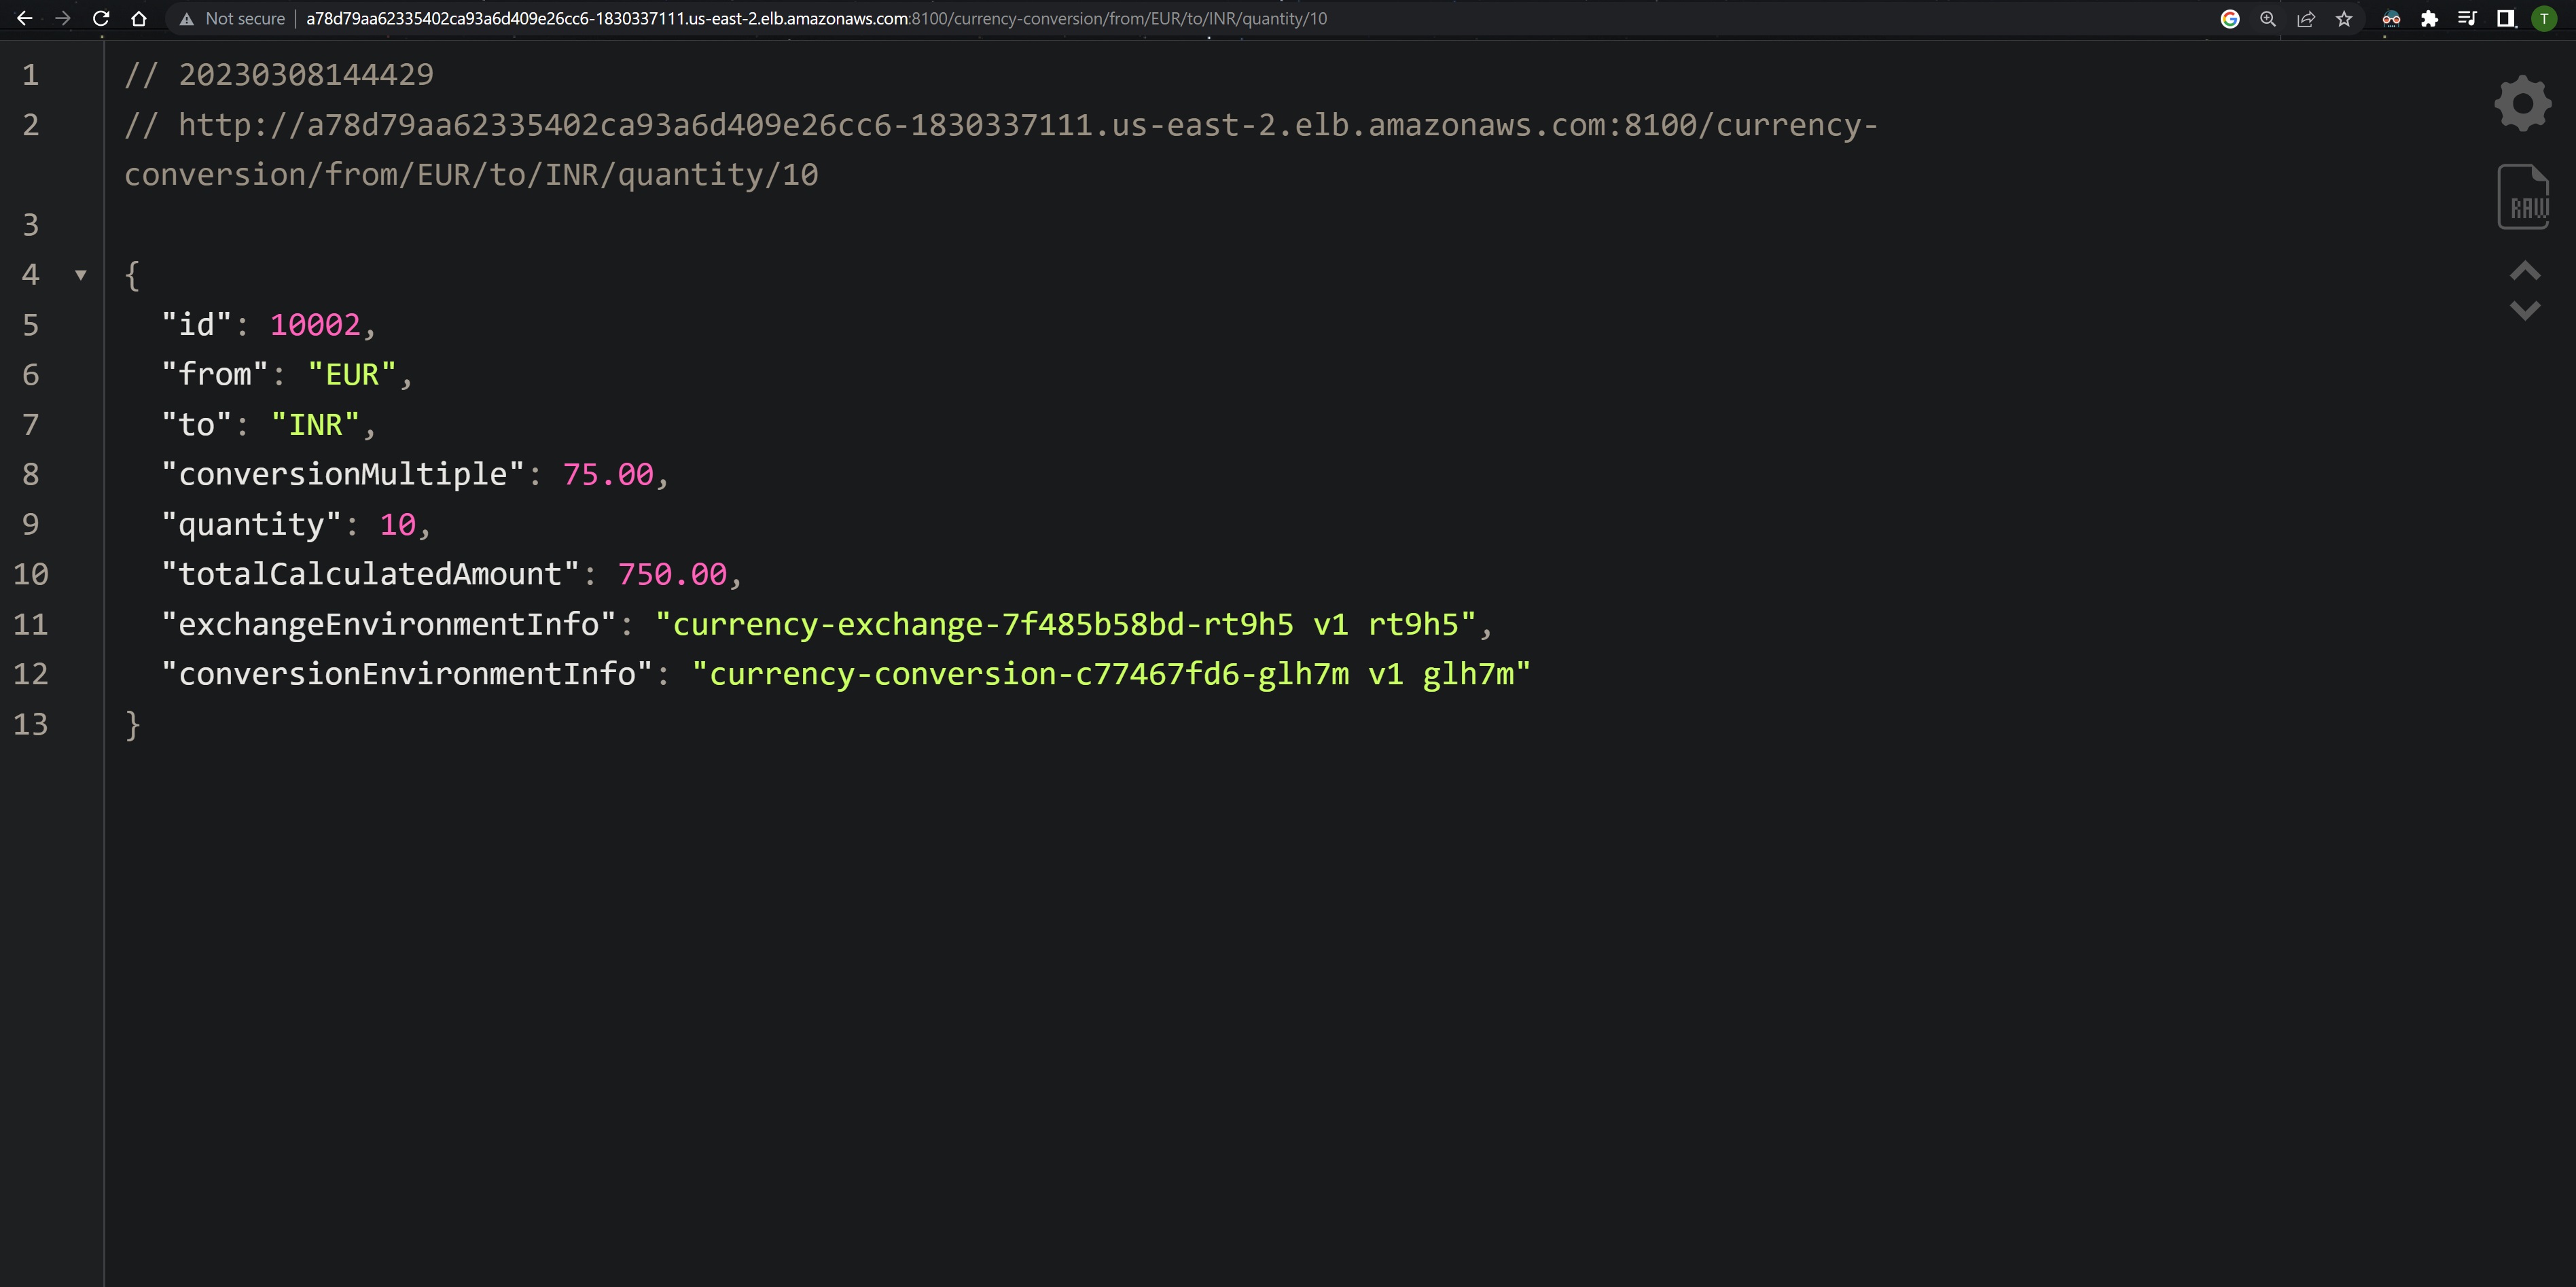 Not secure a78d79aa62335402ca93a6d409e26cc6-1830337111.us-east-2.elb.amazonaws.com:8100/currency-conversion/from/EUR/to/INR/quantity/10 T
1 // 20230308144429
2 // http://a78d79aa62335402ca93a6d409e26cc6-1830337111.us-east-2.elb.amazonaws.com:8100/currency-
conversion/from/EUR/to/INR/quantity/10
3
4 {
5 "id": 10002,
6 "from": "EUR",
7 "to": "INR",
8 "conversionMultiple": 75.00,
9 "quantity": 10,
10 "totalCalculatedAmount": 750.00,
11 "exchangeEnvironmentInfo": "currency-exchange-7f485b58bd-rt9h5 v1 rt9h5",
12 "conversionEnvironmentInfo": "currency-conversion-c77467fd6-glh7m v1 glh7m"
13 }
RAW